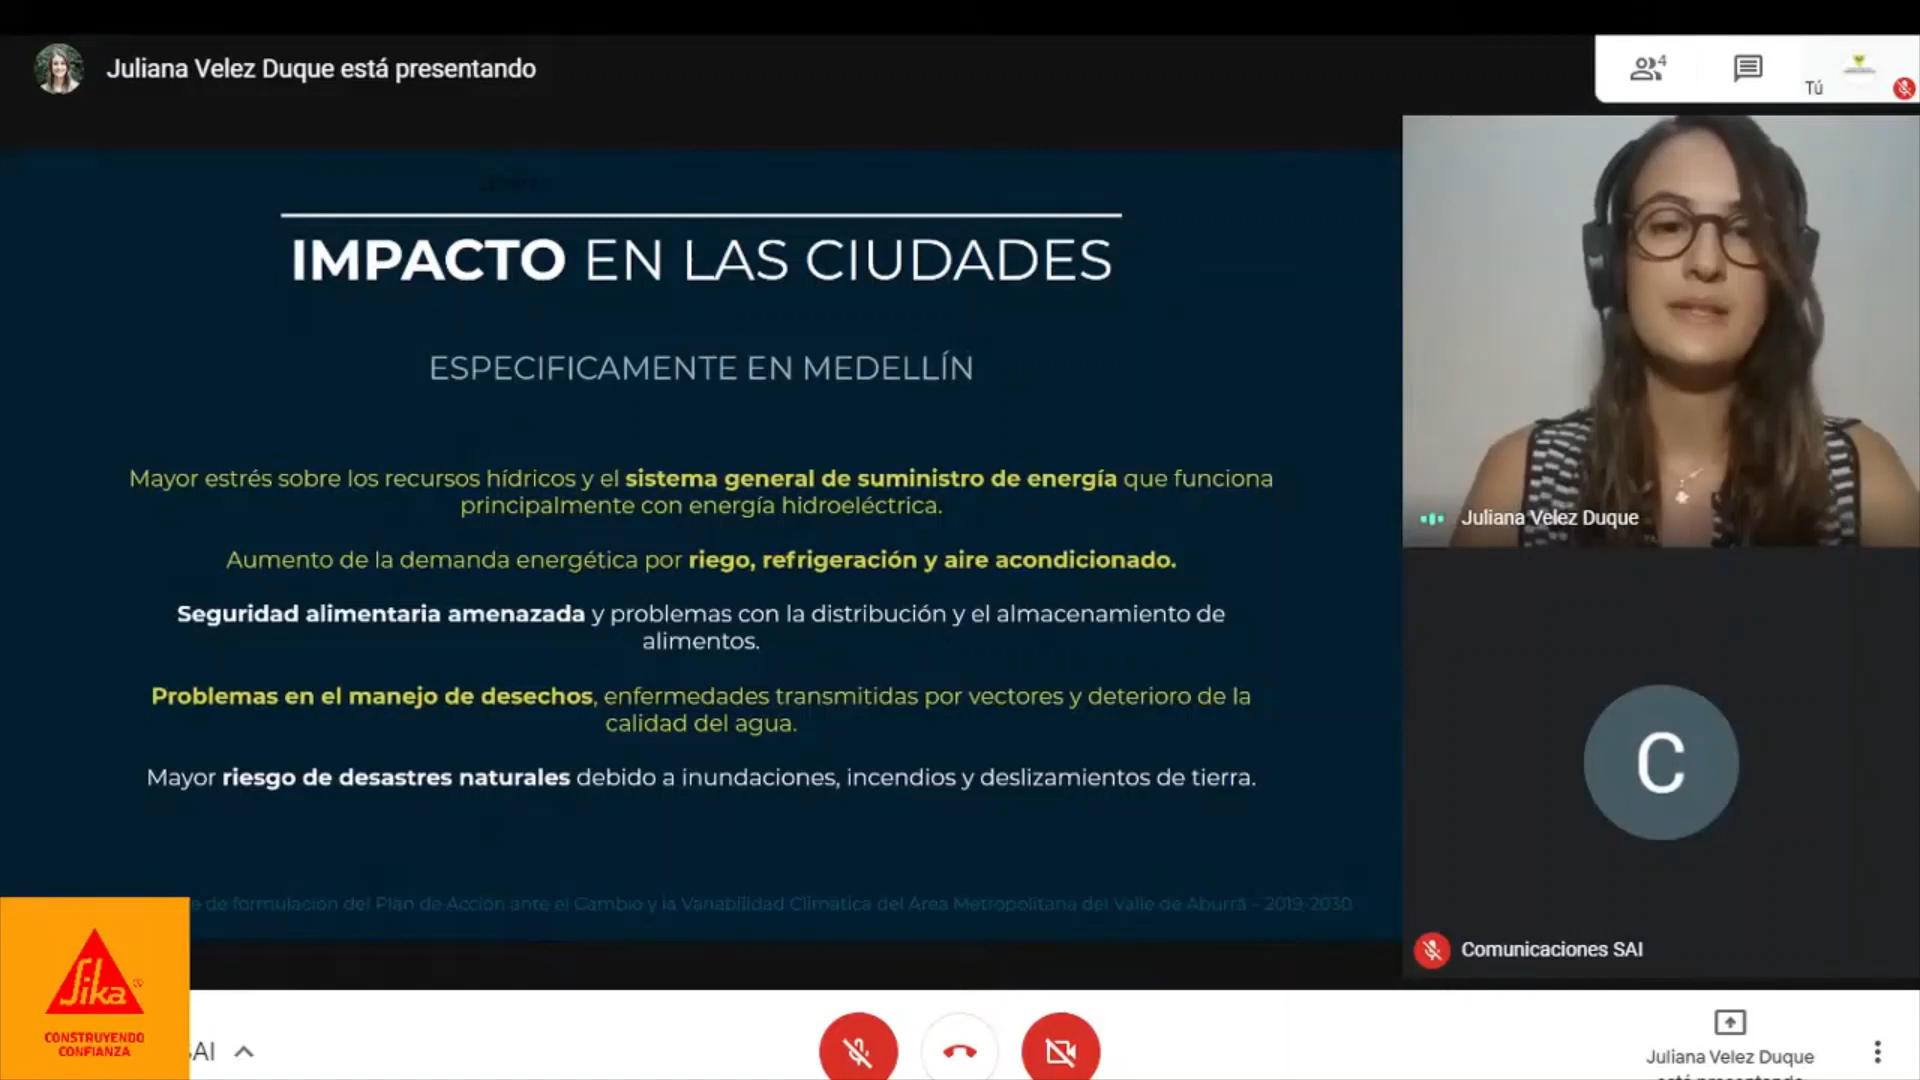 Juliana Velez Duque está presentando
4
Tú
IMPACTO EN LAS CIUDADES
ESPECIFICAMENTE EN MEDELLÍN
Mayor estrés sobre los recursos hídricos y el sistema general de suministro de energía que funciona
principalmente con energía hidroeléctrica.
Aumento de la demanda energética por riego, refrigeración y aire acondicionado.
Seguridad alimentaria amenazada y problemas con la distribución y el almacenamiento de
alimentos.
Problemas en el manejo de desechos, enfermedades transmitidas por vectores y deterioro de la
calidad del agua.
Mayor riesgo de desastres naturales debido a inundaciones, incendios y deslizamientos de tierra.
de formulación del Plan de Acción ante el Cambio y la Variabilidad Climática del Área Metropolitana del Valle de Aburrá - 2019-2030
Juliana Velez Duque
C
Comunicaciones SAI
Sika
CONSTRUYENDO
CONFIANZA
SAI
Juliana Velez Duque
está presentando